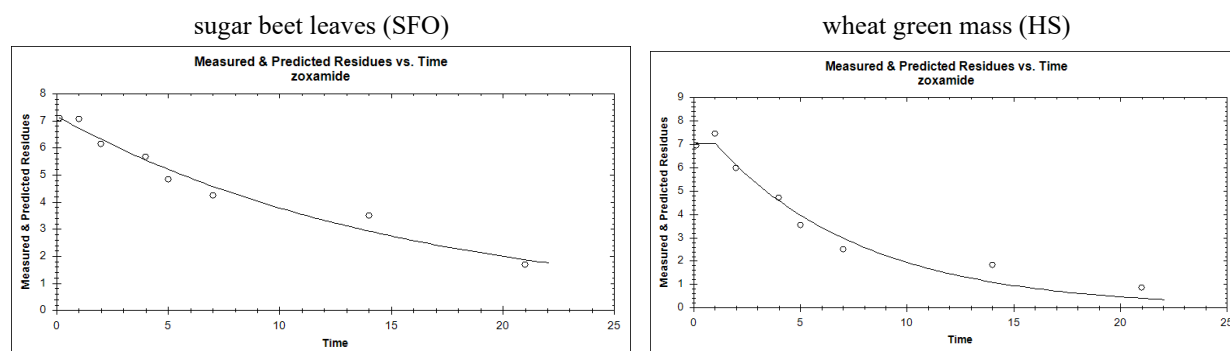 sugar beet leaves (SFO)
Measured & Predicted Residues vs. Time
zoxamide
Measured & Predicted Residues
8
7
6
5
4
3
2
1
0
0 5 10 15 20 25
Time
wheat green mass (HS)
Measured & Predicted Residues vs. Time
zoxamide
Measured & Predicted Residues
9
8
7
6
5
4
3
2
1
0
0 5 10 15 20 25
Time